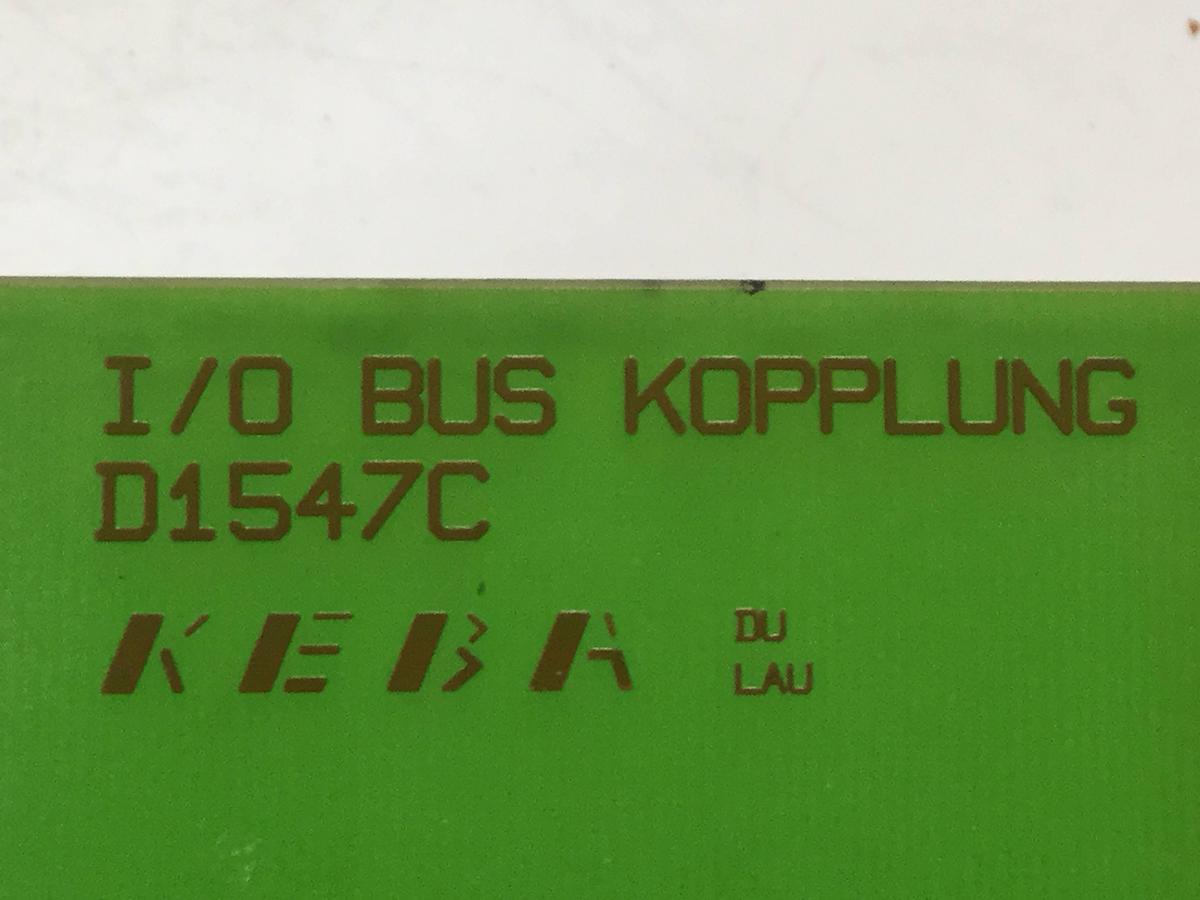 I/O BUS KOPPLUNG
D1547C
KEBA DU
LAU